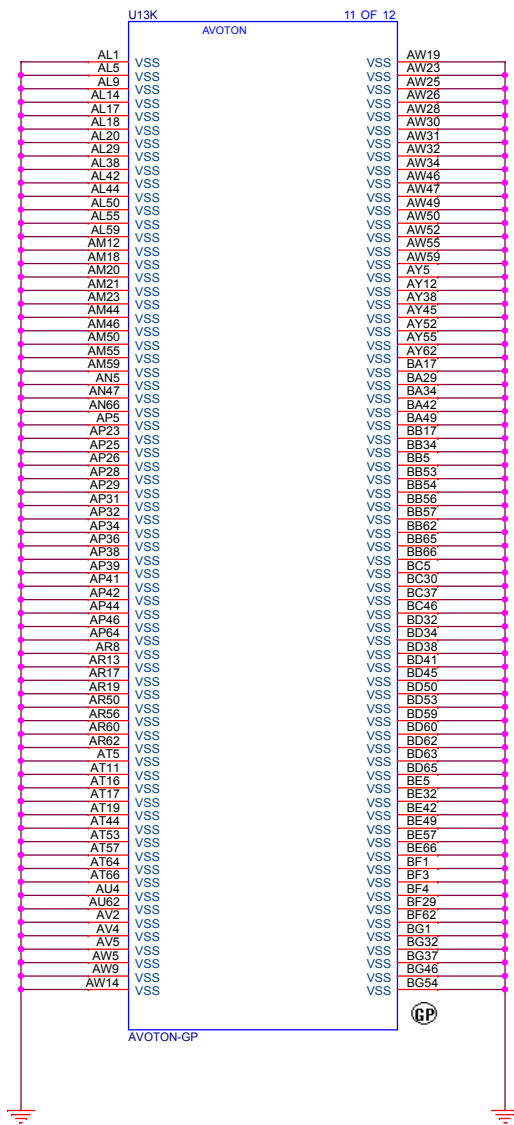 U13K 11 OF 12
AVOTON
AL1 VSS VSS AW19
AL5 VSS VSS AW23
AL9 VSS VSS AW25
AL14 VSS VSS AW26
AL17 VSS VSS AW28
AL18 VSS VSS AW30
AL20 VSS VSS AW31
AL29 VSS VSS AW32
AL38 VSS VSS AW34
AL42 VSS VSS AW46
AL44 VSS VSS AW47
AL50 VSS VSS AW49
AL55 VSS VSS AW50
AL59 VSS VSS AW52
AM12 VSS VSS AW55
AM18 VSS VSS AW59
AM20 VSS VSS AY5
AM21 VSS VSS AY12
AM23 VSS VSS AY38
AM44 VSS VSS AY45
AM46 VSS VSS AY52
AM50 VSS VSS AY55
AM55 VSS VSS AY62
AM59 VSS VSS BA17
AN5 VSS VSS BA29
AN47 VSS VSS BA34
AN66 VSS VSS BA42
AP5 VSS VSS BA49
AP23 VSS VSS BB17
AP25 VSS VSS BB34
AP26 VSS VSS BB5
AP28 VSS VSS BB53
AP29 VSS VSS BB54
AP31 VSS VSS BB56
AP32 VSS VSS BB57
AP34 VSS VSS BB62
AP36 VSS VSS BB65
AP38 VSS VSS BB66
AP39 VSS VSS BC5
AP41 VSS VSS BC30
AP42 VSS VSS BC37
AP44 VSS VSS BC46
AP46 VSS VSS BD32
AP64 VSS VSS BD34
AR8 VSS VSS BD38
AR13 VSS VSS BD41
AR17 VSS VSS BD45
AR19 VSS VSS BD50
AR50 VSS VSS BD53
AR56 VSS VSS BD59
AR60 VSS VSS BD60
AR62 VSS VSS BD62
AT5 VSS VSS BD63
AT11 VSS VSS BD65
AT16 VSS VSS BE5
AT17 VSS VSS BE32
AT19 VSS VSS BE42
AT44 VSS VSS BE49
AT53 VSS VSS BE57
AT57 VSS VSS BE66
AT64 VSS VSS BF1
AT66 VSS VSS BF3
AU4 VSS VSS BF4
AU62 VSS VSS BF29
AV2 VSS VSS BF62
AV4 VSS VSS BG1
AV5 VSS VSS BG32
AW5 VSS VSS BG37
AW9 VSS VSS BG46
AW14 VSS VSS BG54
GP
AVOTON-GP